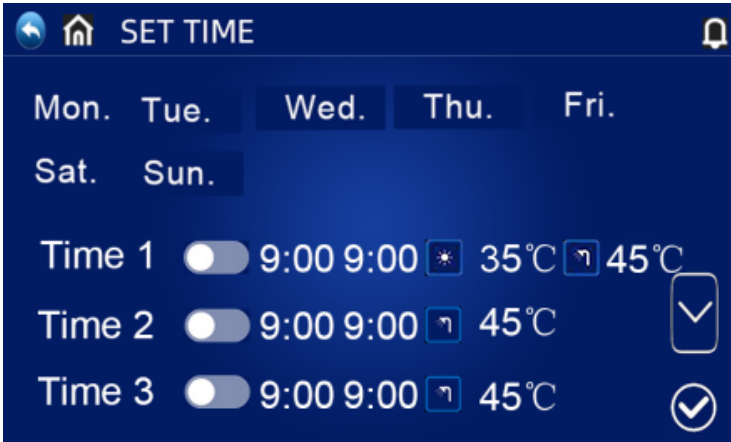 SET TIME
Mon. Tue. Wed. Thu. Fri.
Sat. Sun.
Time 1 9:00 9:00 35℃ 45℃
Time 2 9:00 9:00 45℃
Time 3 9:00 9:00 45℃